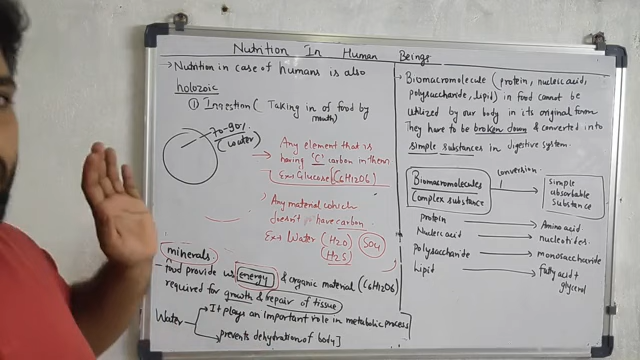 Nutrition In Human Beings
→ Nutrition in case of humans is also
holozoic
① Ingestion ( Taking in of food by
mouth)
70-90%
(water)
→ Any element that is
having 'C' carbon in them
Ex→ Glucose (C6H12O6)
→ Any material which
doesn't have carbon
Ex→ Water (H2O)
H2S
SO4
minerals
→ food provide us energy & organic material (C6H12O6)
required for growth & repair of tissue
Water → It plays an important role in metabolic process
→ prevents dehydration of body]
→ Biomacromolecule (protein, nucleic acid,
polysaccharide, lipid) in food cannot be
utilized by our body in its original form
They have to be broken down & converted into
simple substances in digestive system.
Biomacromolecules
Complex substance
conversion
simple
absorbable
substance
protein → Amino acid
Nucleic acid → nucleotides
Polysaccharide → monosaccharide
Lipid → fatty acid +
glycerol